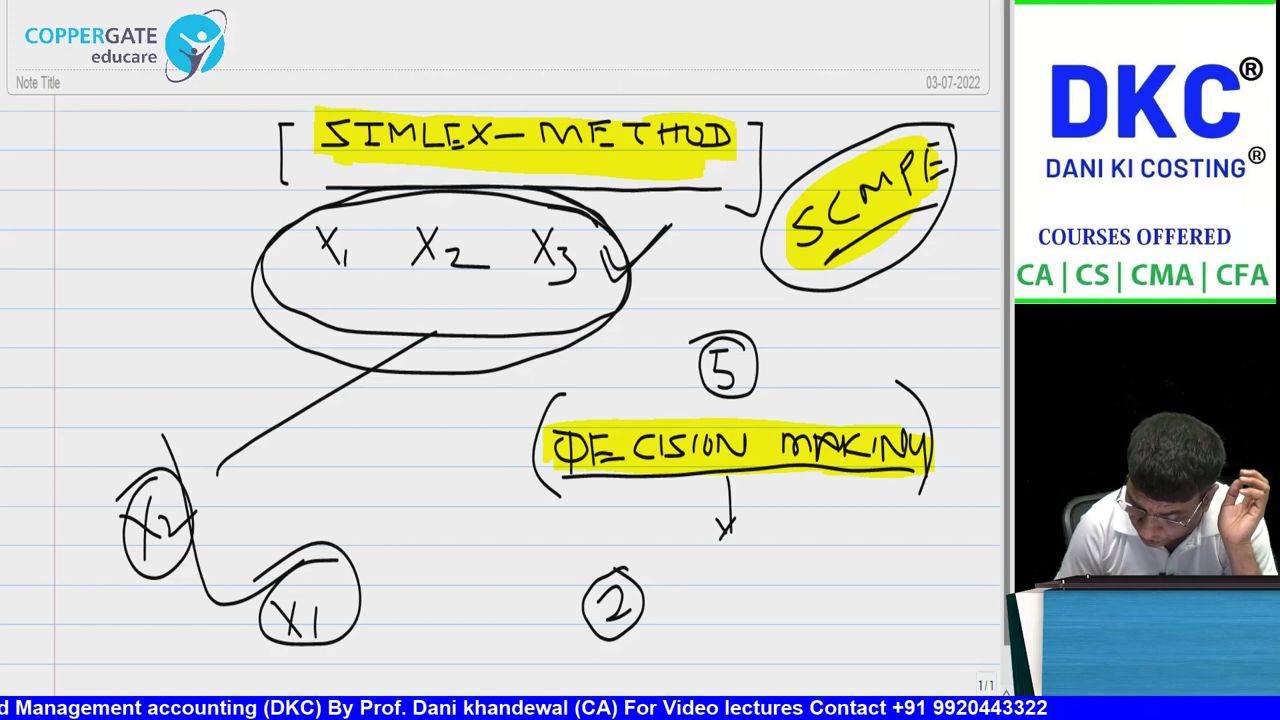 COPPERGATE
educare
Note Title
03-07-2022
[ SIMLEX - METHOD ]
SCMPE
X1 X2 X3
5
(DECISION MAKING)
X2
X1
2
1/1
DKC®
DANI KI COSTING®
COURSES OFFERED
CA | CS | CMA | CFA
d Management accounting (DKC) By Prof. Dani khandewal (CA) For Video lectures Contact +91 9920443322